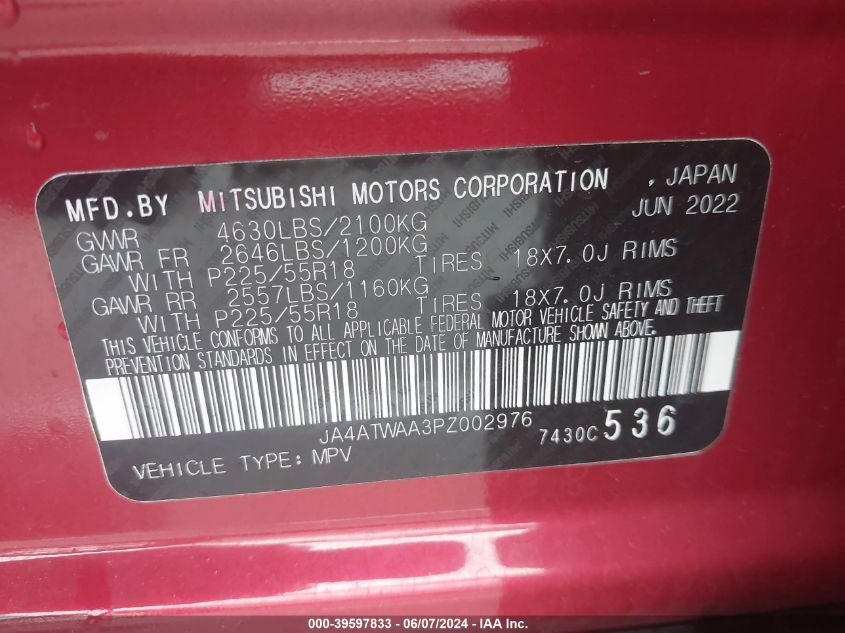 MFD.BY MITSUBISHI MOTORS CORPORATION , JAPAN
JUN 2022
GWWR 4630LBS/2100KG
GAWR FR 2646LBS/1200KG
WITH P225/55R18 TIRES 18X7.0J RIMS
GAWR RR 2557LBS/1160KG
WITH P225/55R18 TIRES 18X7.0J RIMS
THIS VEHICLE CONFORMS TO ALL APPLICABLE FEDERAL MOTOR VEHICLE SAFETY AND THEFT
PREVENTION STANDARDS IN EFFECT ON THE DATE OF MANUFACTURE SHOWN ABOVE.
JA4ATWAA3PZ002976 7430C536
VEHICLE TYPE:MPV
000-39597833 - 06/07/2024 - IAA Inc.